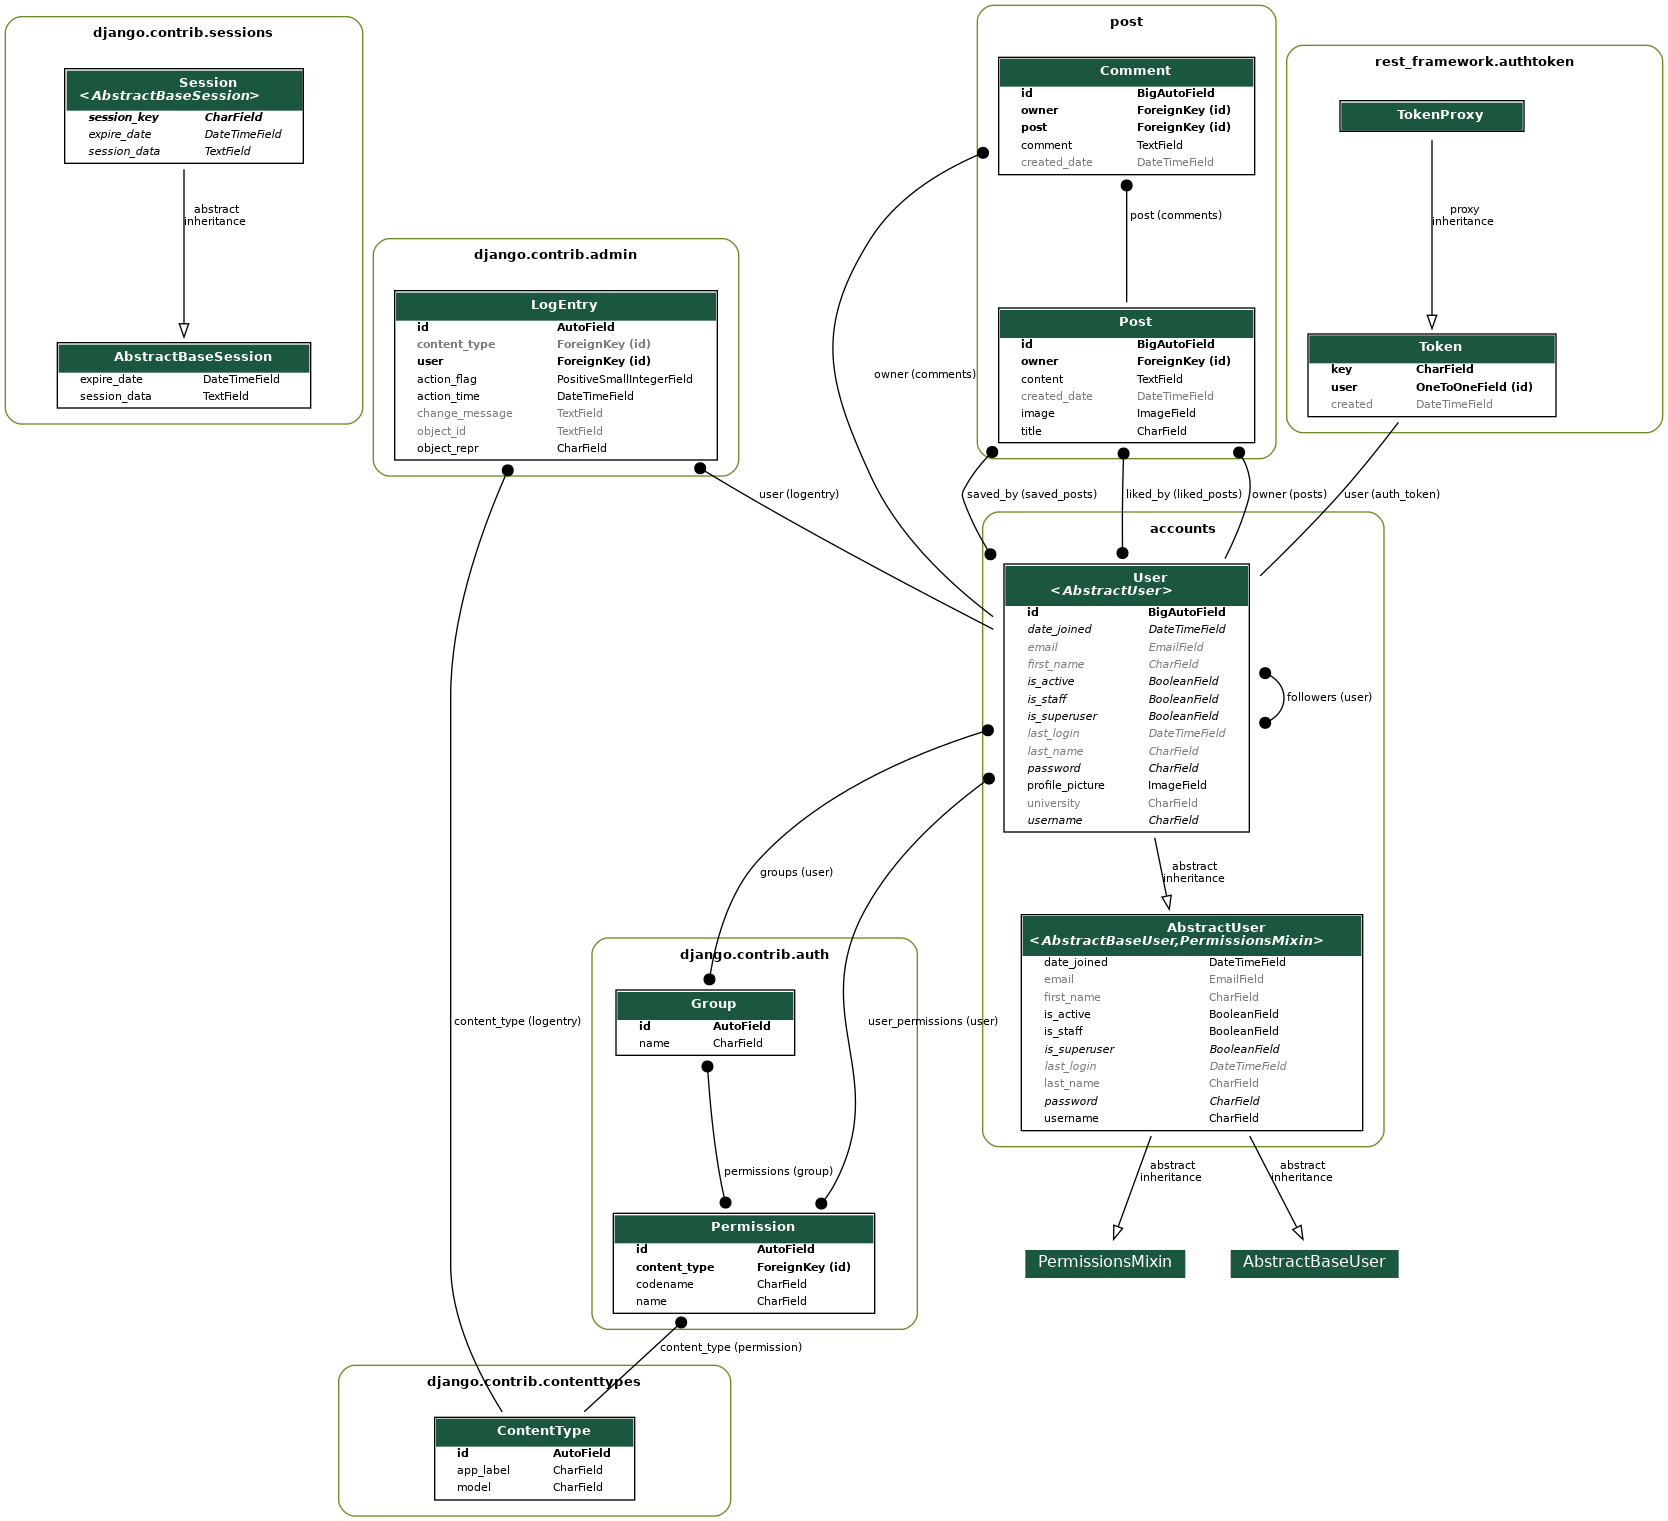 django.contrib.sessions
Session
<AbstractBaseSession>
session_key CharField
expire_date DateTimeField
session_data TextField
abstract
inheritance
AbstractBaseSession
expire_date DateTimeField
session_data TextField
django.contrib.admin
LogEntry
id AutoField
content_type ForeignKey (id)
user ForeignKey (id)
action_flag PositiveSmallIntegerField
action_time DateTimeField
change_message TextField
object_id TextField
object_repr CharField
post
Comment
id BigAutoField
owner ForeignKey (id)
post ForeignKey (id)
comment TextField
created_date DateTimeField
post (comments)
owner (comments)
Post
id BigAutoField
owner ForeignKey (id)
content TextField
created_date DateTimeField
image ImageField
title CharField
rest_framework.authtoken
TokenProxy
proxy
inheritance
Token
key CharField
user OneToOneField (id)
created DateTimeField
user (logentry)
saved_by (saved_posts)
liked_by (liked_posts)
owner (posts)
user (auth_token)
accounts
User
<AbstractUser>
id BigAutoField
date_joined DateTimeField
email EmailField
first_name CharField
is_active BooleanField
is_staff BooleanField
is_superuser BooleanField
last_login DateTimeField
last_name CharField
password CharField
profile_picture ImageField
university CharField
username CharField
followers (user)
abstract
inheritance
AbstractUser
<AbstractBaseUser,PermissionsMixin>
date_joined DateTimeField
email EmailField
first_name CharField
is_active BooleanField
is_staff BooleanField
is_superuser BooleanField
last_login DateTimeField
last_name CharField
password CharField
username CharField
abstract
inheritance
abstract
inheritance
PermissionsMixin
AbstractBaseUser
groups (user)
django.contrib.auth
Group
id AutoField
name CharField
content_type (logentry)
user_permissions (user)
permissions (group)
Permission
id AutoField
content_type ForeignKey (id)
codename CharField
name CharField
content_type (permission)
django.contrib.contenttypes
ContentType
id AutoField
app_label CharField
model CharField